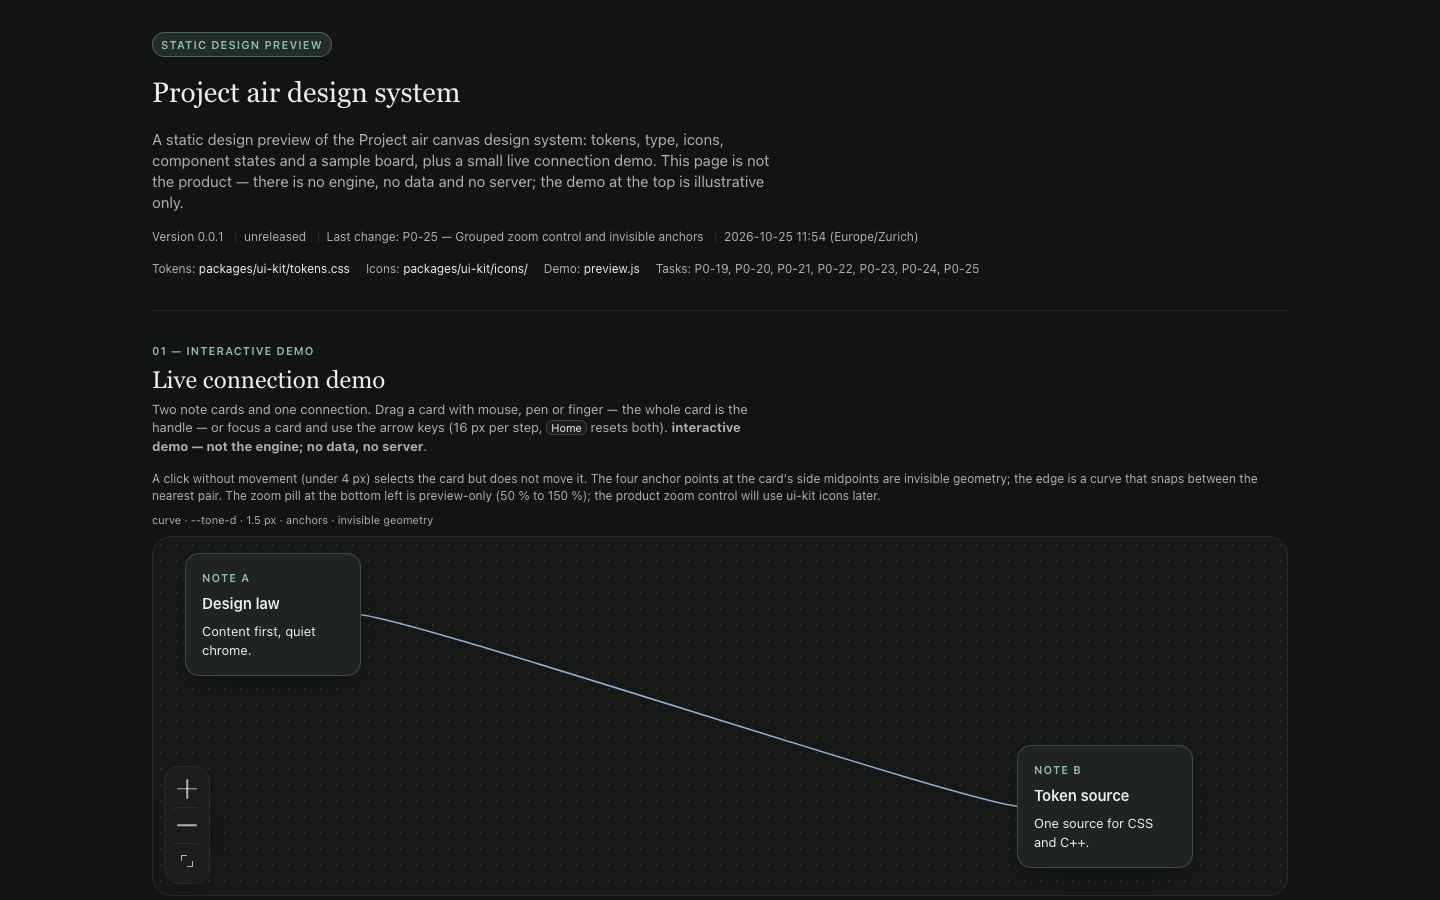 STATIC DESIGN PREVIEW
Project air design system
A static design preview of the Project air canvas design system: tokens, type, icons,
component states and a sample board, plus a small live connection demo. This page is not
the product — there is no engine, no data and no server; the demo at the top is illustrative
only.
Version 0.0.1 unreleased Last change: P0-25 — Grouped zoom control and invisible anchors 2026-10-25 11:54 (Europe/Zurich)
Tokens: packages/ui-kit/tokens.css Icons: packages/ui-kit/icons/ Demo: preview.js Tasks: P0-19, P0-20, P0-21, P0-22, P0-23, P0-24, P0-25
01 — INTERACTIVE DEMO
Live connection demo
Two note cards and one connection. Drag a card with mouse, pen or finger — the whole card is the
handle — or focus a card and use the arrow keys (16 px per step, Home resets both). interactive
demo — not the engine; no data, no server.
A click without movement (under 4 px) selects the card but does not move it. The four anchor points at the card's side midpoints are invisible geometry; the edge is a curve that snaps between the
nearest pair. The zoom pill at the bottom left is preview-only (50 % to 150 %); the product zoom control will use ui-kit icons later.
curve · --tone-d · 1.5 px · anchors · invisible geometry
NOTE A
Design law
Content first, quiet
chrome.
NOTE B
Token source
One source for CSS
and C++.